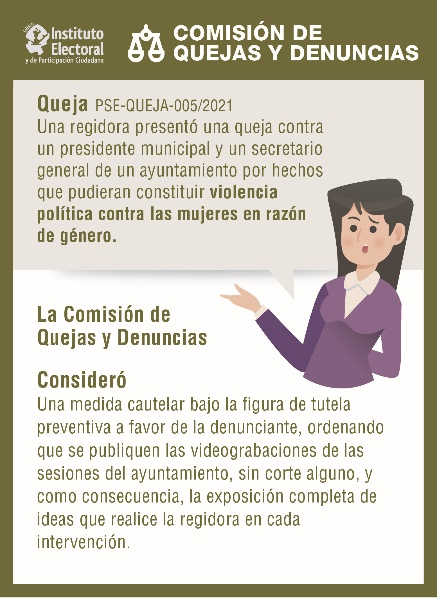 Instituto
Electoral
y de Participación Ciudadana
COMISIÓN DE
QUEJAS Y DENUNCIAS
Queja PSE-QUEJA-005/2021
Una regidora presentó una queja contra
un presidente municipal y un secretario
general de un ayuntamiento por hechos
que pudieran constituir violencia
política contra las mujeres en razón
de género.
La Comisión de
Quejas y Denuncias
Consideró
Una medida cautelar bajo la figura de tutela
preventiva a favor de la denunciante, ordenando
que se publiquen las videograbaciones de las
sesiones del ayuntamiento, sin corte alguno, y
como consecuencia, la exposición completa de
ideas que realice la regidora en cada
intervención.